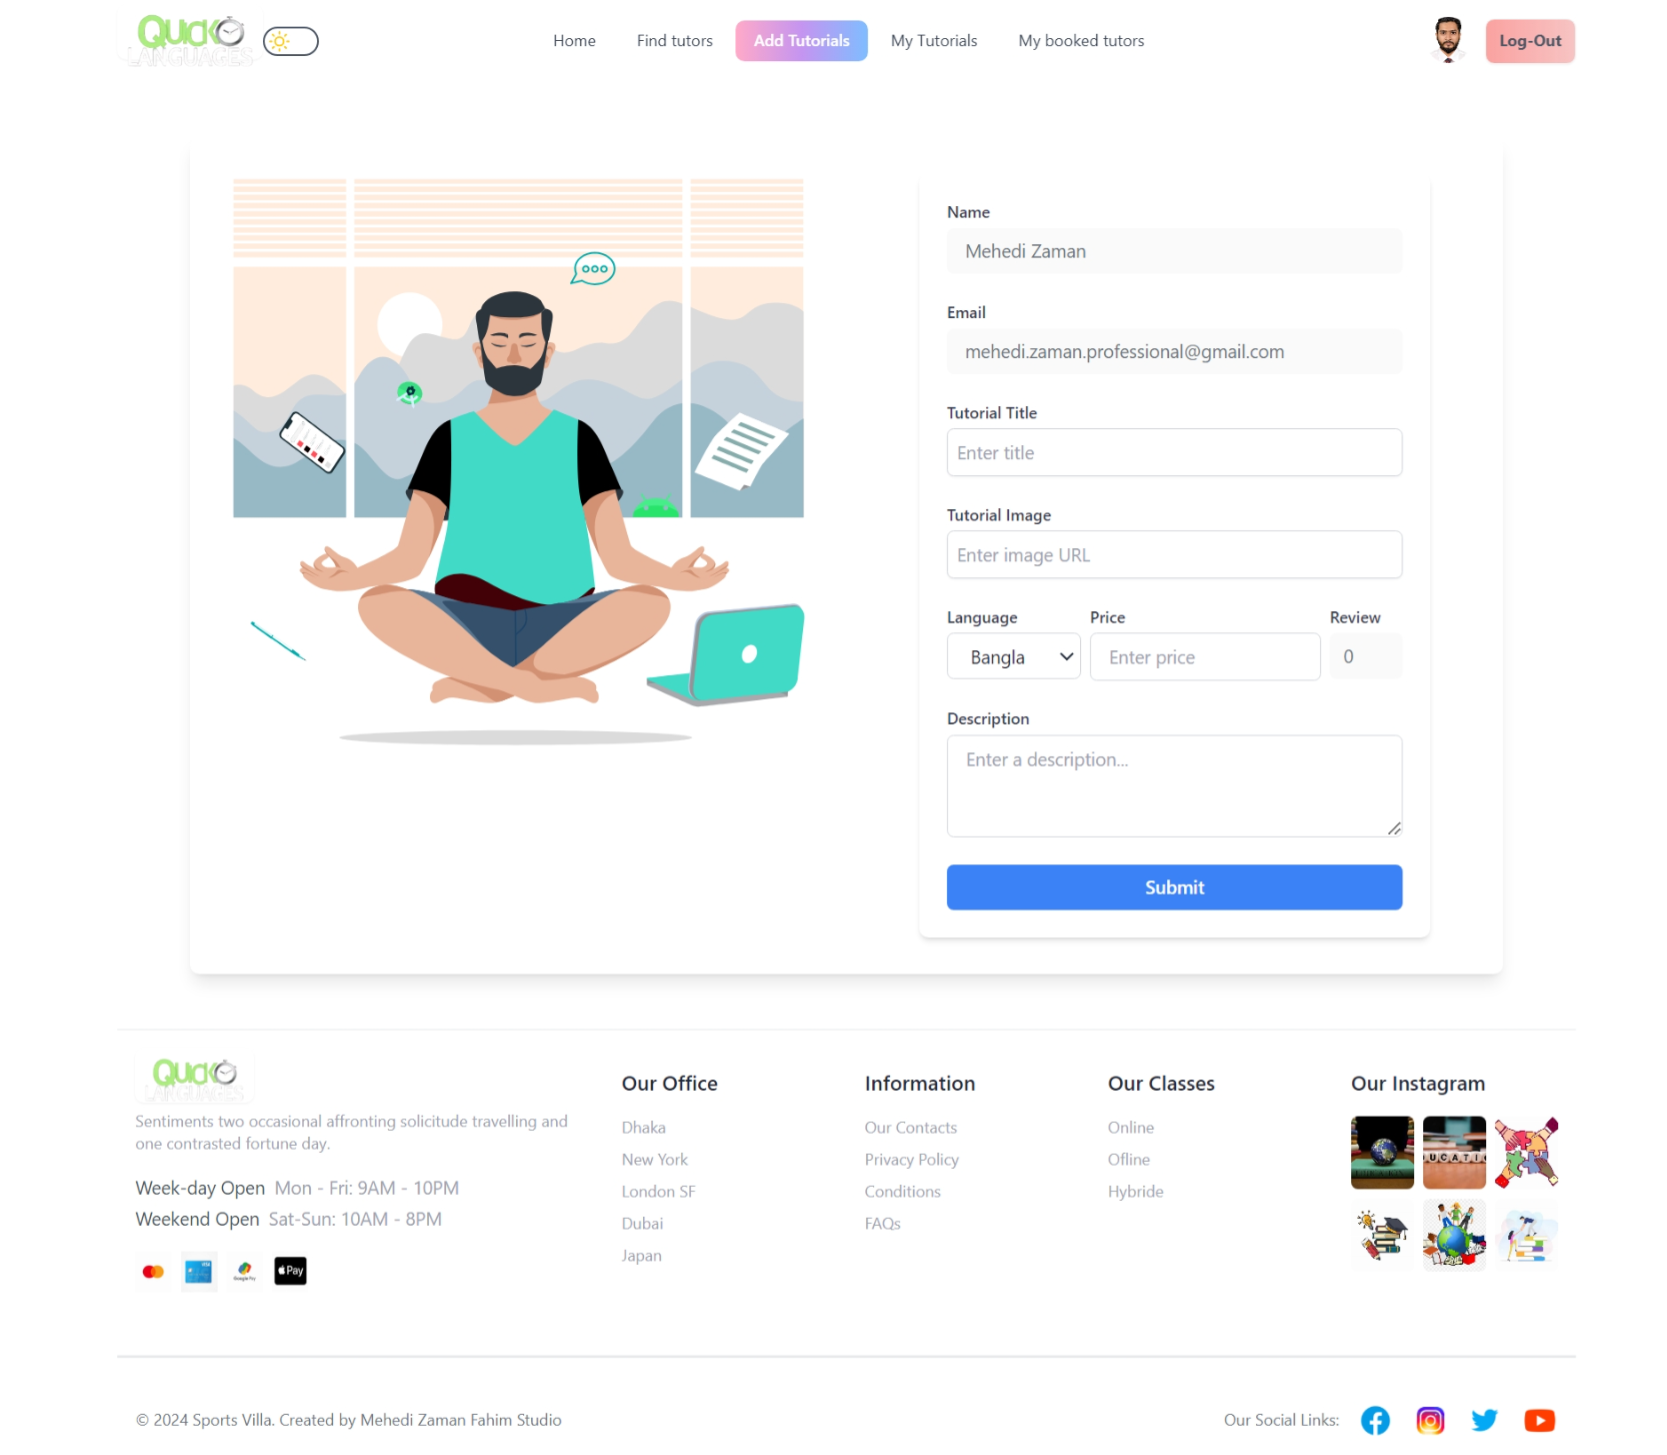 Quick
LANGUAGES
Home
Find tutors
Add Tutorials
My Tutorials
My booked tutors
Log-Out
Name
Mehedi Zaman
Email
mehedi.zaman.professional@gmail.com
Tutorial Title
Enter title
Tutorial Image
Enter image URL
Language Price Review
Bangla Enter price 0
Description
Enter a description...
Submit
Quick
LANGUAGES
Sentiments two occasional affronting solicitude travelling and
one contrasted fortune day.
Week-day Open Mon - Fri: 9AM - 10PM
Weekend Open Sat-Sun: 10AM - 8PM
VISA
Google Pay
Pay
Our Office
Dhaka
New York
London SF
Dubai
Japan
Information
Our Contacts
Privacy Policy
Conditions
FAQs
Our Classes
Online
Ofline
Hybride
Our Instagram
UCATI
© 2024 Sports Villa. Created by Mehedi Zaman Fahim Studio
Our Social Links: